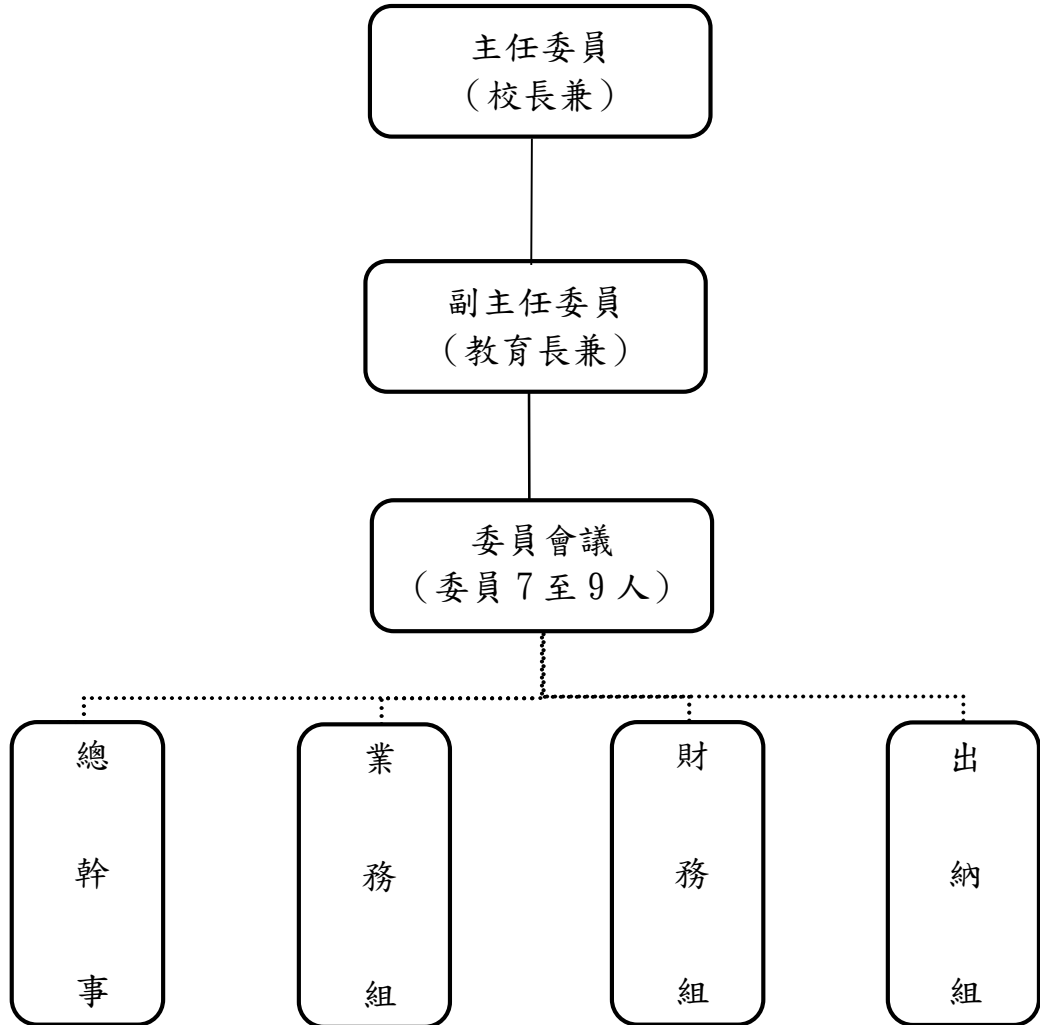 主任委員
（校長兼）
副主任委員
（教育長兼）
委員會議
（委員7至9人）
總幹事
業務組
財務組
出納組